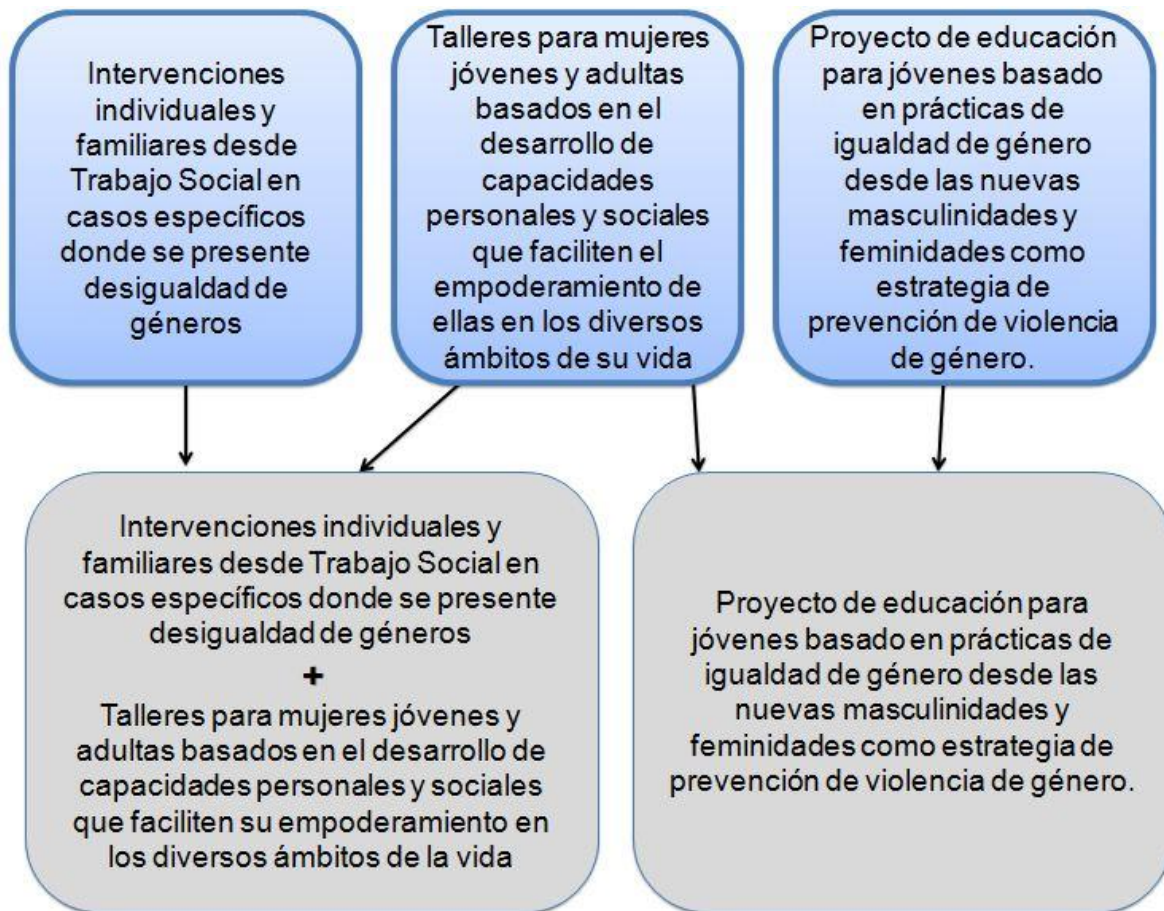 Intervenciones
individuales y
familiares desde
Trabajo Social en
casos específicos
donde se presente
desigualdad de
géneros
Talleres para mujeres
jóvenes y adultas
basados en el
desarrollo de
capacidades
personales y sociales
que faciliten el
empoderamiento de
ellas en los diversos
ámbitos de su vida
Proyecto de educación
para jóvenes basado
en prácticas de
igualdad de género
desde las nuevas
masculinidades y
feminidades como
estrategia de
prevención de violencia
de género.
Intervenciones individuales y
familiares desde Trabajo Social en
casos específicos donde se presente
desigualdad de géneros
+
Talleres para mujeres jóvenes y
adultas basados en el desarrollo de
capacidades personales y sociales
que faciliten su empoderamiento en
los diversos ámbitos de la vida
Proyecto de educación para
jóvenes basado en prácticas de
igualdad de género desde las
nuevas masculinidades y
feminidades como estrategia de
prevención de violencia de género.